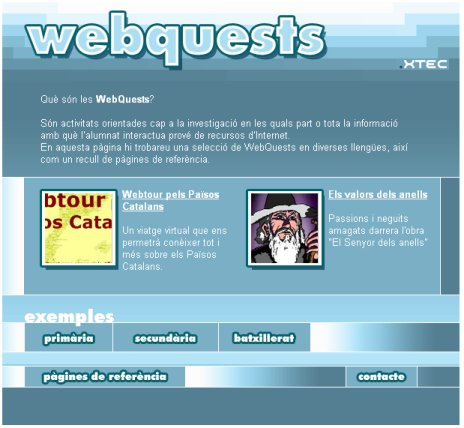 webquests
.XTEC
Què són les WebQuests?
Són activitats orientades cap a la investigació en les quals part o tota la informació
amb què l'alumnat interactua prové de recursos d'Internet.
En aquesta pàgina hi trobareu una selecció de WebQuests en diverses llengües, així
com un recull de pàgines de referència.
btour
os Cata
Webtour pels Països
Catalans
Un viatge virtual que ens
permetrà conèixer tot i
més sobre els Països
Catalans.
Els valors dels anells
Passions i neguits
amagats darrera l'obra
"El Senyor dels anells"
exemples
primària
secundària
batxillerat
pàgines de referència
contacte